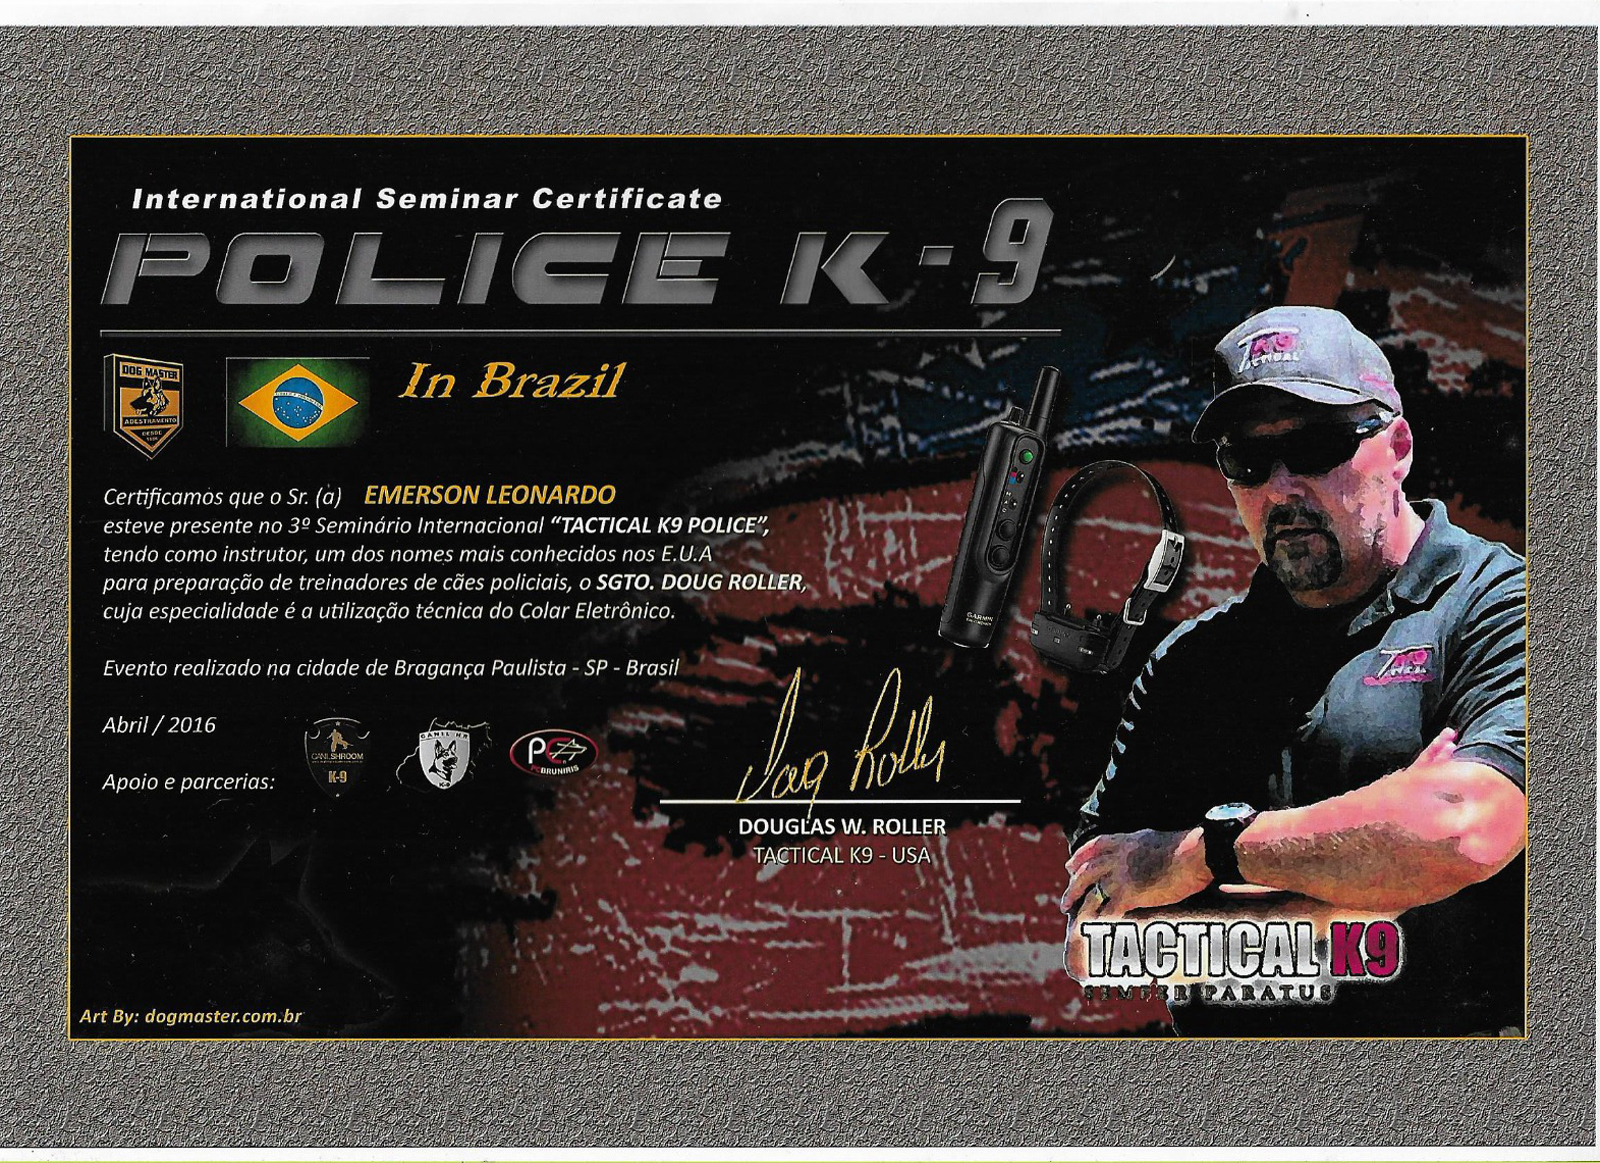 International Seminar Certificate
POLICE K-9
DOG MASTER
ADESTRAMENTO
DESDE
In Brazil
Certificamos que o Sr. (a) EMERSON LEONARDO
esteve presente no 3º Seminário Internacional “TACTICAL K9 POLICE”,
tendo como instrutor, um dos nomes mais conhecidos nos E.U.A
para preparação de treinadores de cães policiais, o SGTO. DOUG ROLLER,
cuja especialidade é a utilização técnica do Colar Eletrônico.
Evento realizado na cidade de Bragança Paulista - SP - Brasil
Abril / 2016
Apoio e parcerias:
CANILSHROOM
K-9
CANIL HR
PC
PCBRUNIRIS
GARMIN
Doug Roller
DOUGLAS W. ROLLER
TACTICAL K9 - USA
K9
TACTICAL
TACTICAL K9
SEMPER PARATUS
Art By: dogmaster.com.br